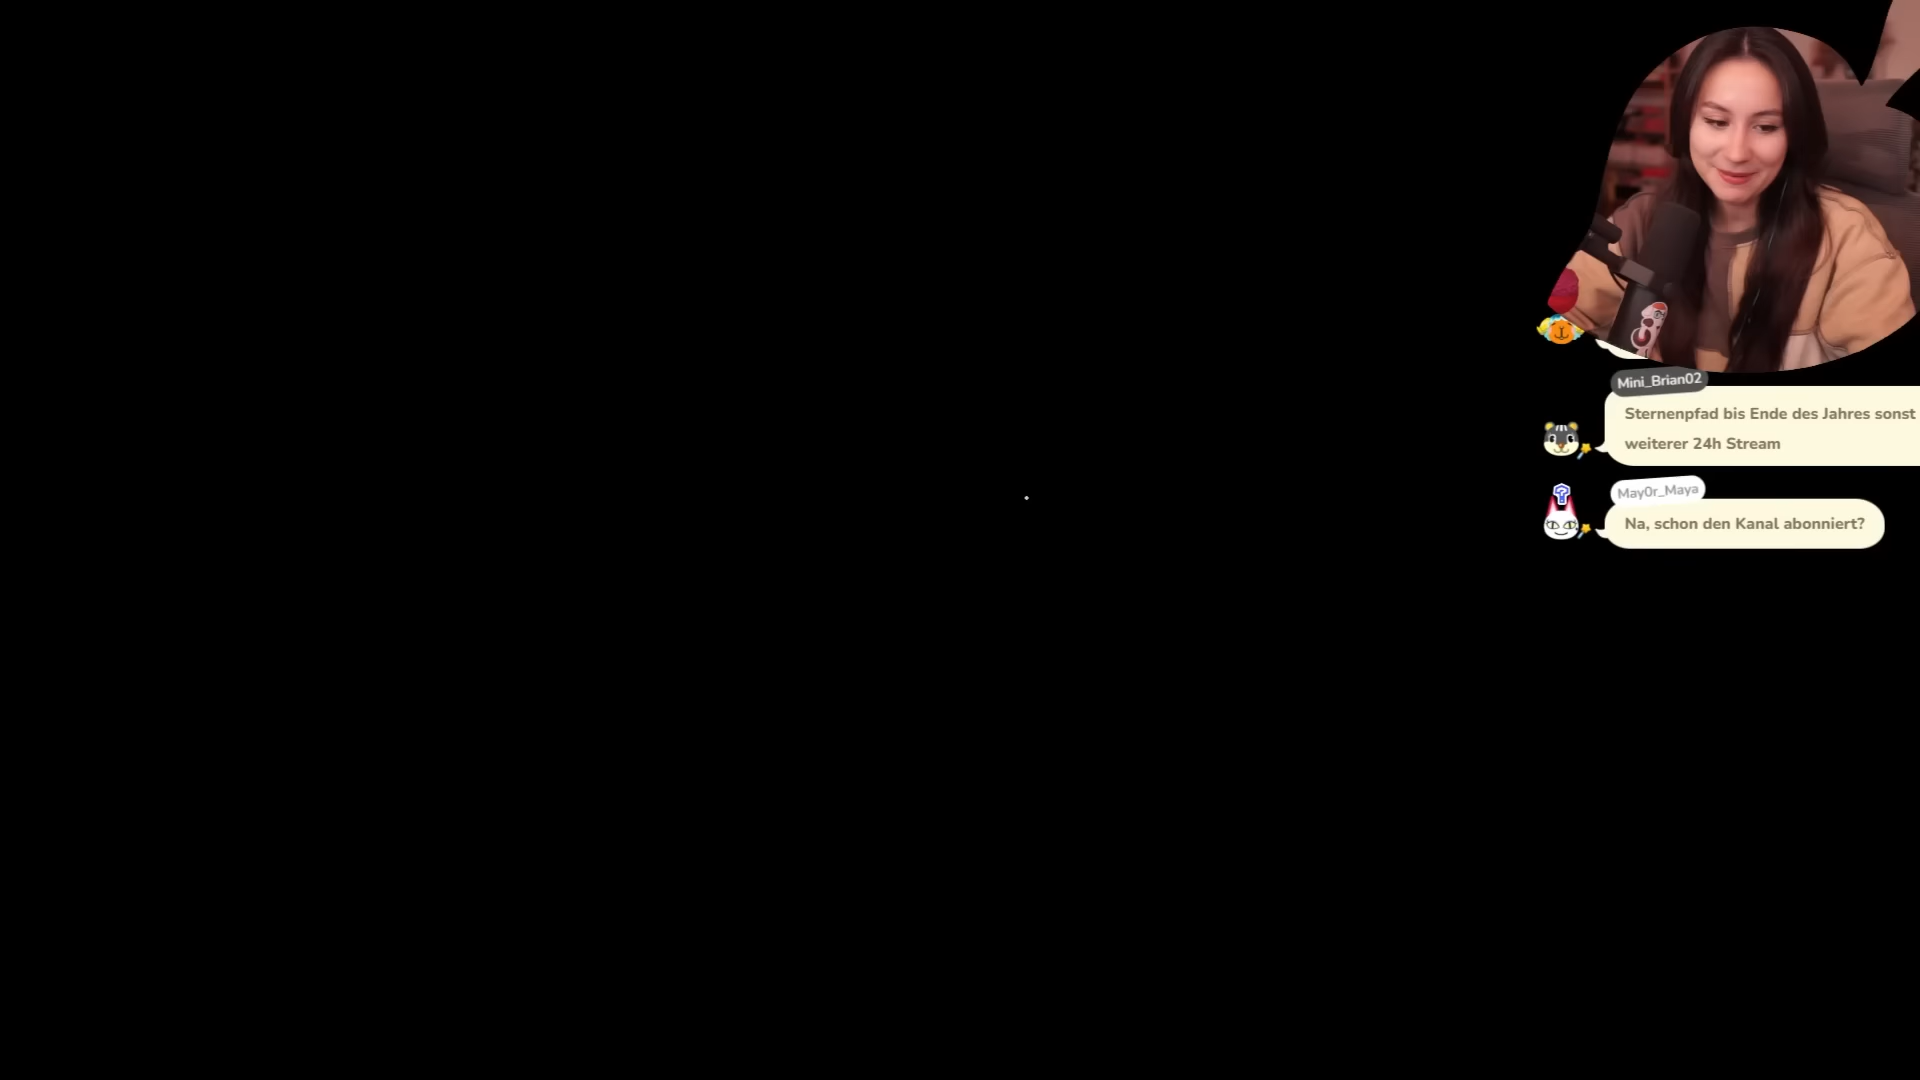 Mini_Brian02
Sternenpfad bis Ende des Jahres sonst
weiterer 24h Stream
May0r_Maya
Na, schon den Kanal abonniert?